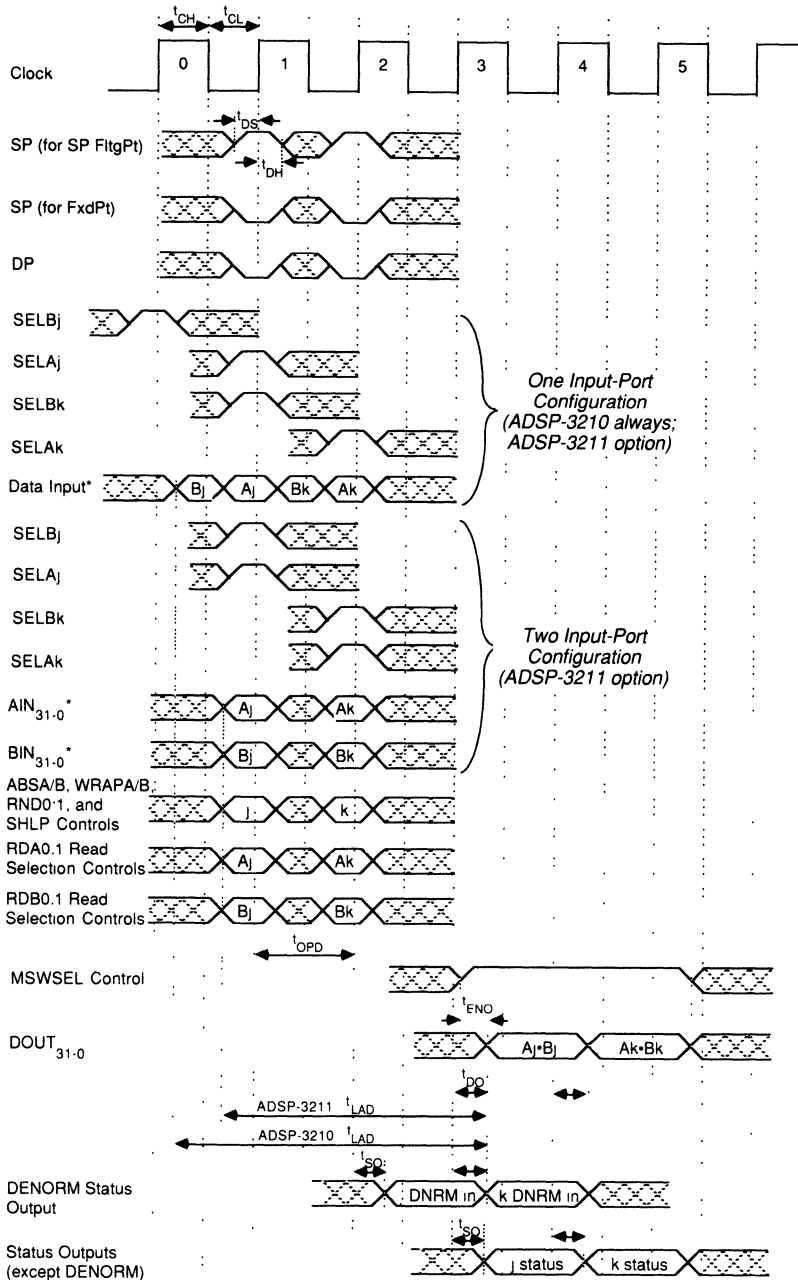 tCH tCL
Clock 0 1 2 3 4 5
tDS
SP (for SP FltgPt)
tDH
SP (for FxdPt)
DP
SELBj
SELAj
SELBk
SELAk
One Input-Port
Configuration
(ADSP-3210 always;
ADSP-3211 option)
Data Input* Bj Aj Bk Ak
SELBj
SELAj
SELBk
SELAk
Two Input-Port
Configuration
(ADSP-3211 option)
AIN31-0* Aj Ak
BIN31-0* Bj Bk
ABSA/B, WRAPA/B,
RND0·1, and j k
SHLP Controls
RDA0.1 Read
Selection Controls Aj Ak
RDB0.1 Read
Selection Controls Bj Bk
tOPD
MSWSEL Control
tENO
DOUT31-0 Aj•Bj Ak•Bk
tDO
ADSP-3211 tLAD
ADSP-3210 tLAD
tSO
DENORM Status DNRM in k DNRM in
Output
tSO
Status Outputs j status k status
(except DENORM)